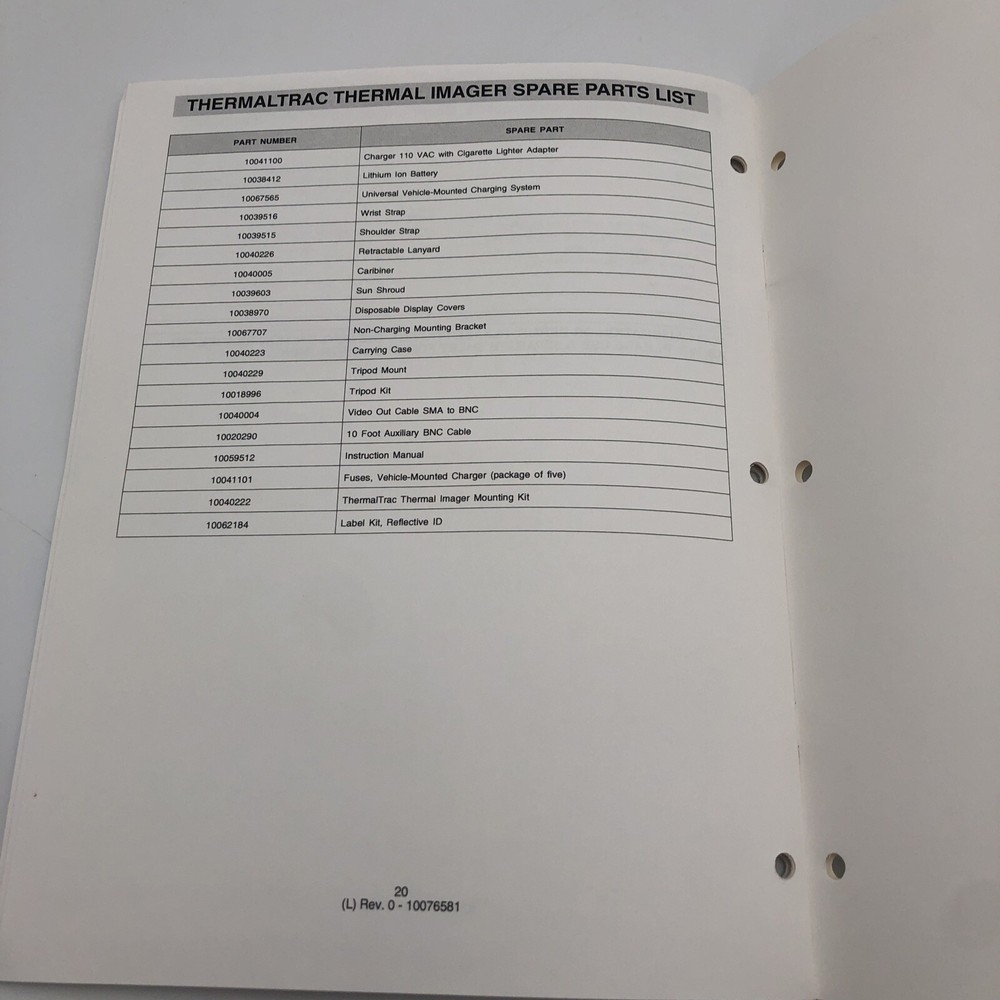 THERMALTRAC THERMAL IMAGER SPARE PARTS LIST
PART NUMBER SPARE PART
10041100 Charger 110 VAC with Cigarette Lighter Adapter
10038412 Lithium Ion Battery
10067565 Universal Vehicle-Mounted Charging System
10039516 Wrist Strap
10039515 Shoulder Strap
10040226 Retractable Lanyard
10040005 Caribiner
10039603 Sun Shroud
10038970 Disposable Display Covers
10067707 Non-Charging Mounting Bracket
10040223 Carrying Case
10040229 Tripod Mount
10018996 Tripod Kit
10040004 Video Out Cable SMA to BNC
10020290 10 Foot Auxiliary BNC Cable
10059512 Instruction Manual
10041101 Fuses, Vehicle-Mounted Charger (package of five)
10040222 ThermalTrac Thermal Imager Mounting Kit
10062184 Label Kit, Reflective ID
20
(L) Rev. 0 - 10076581